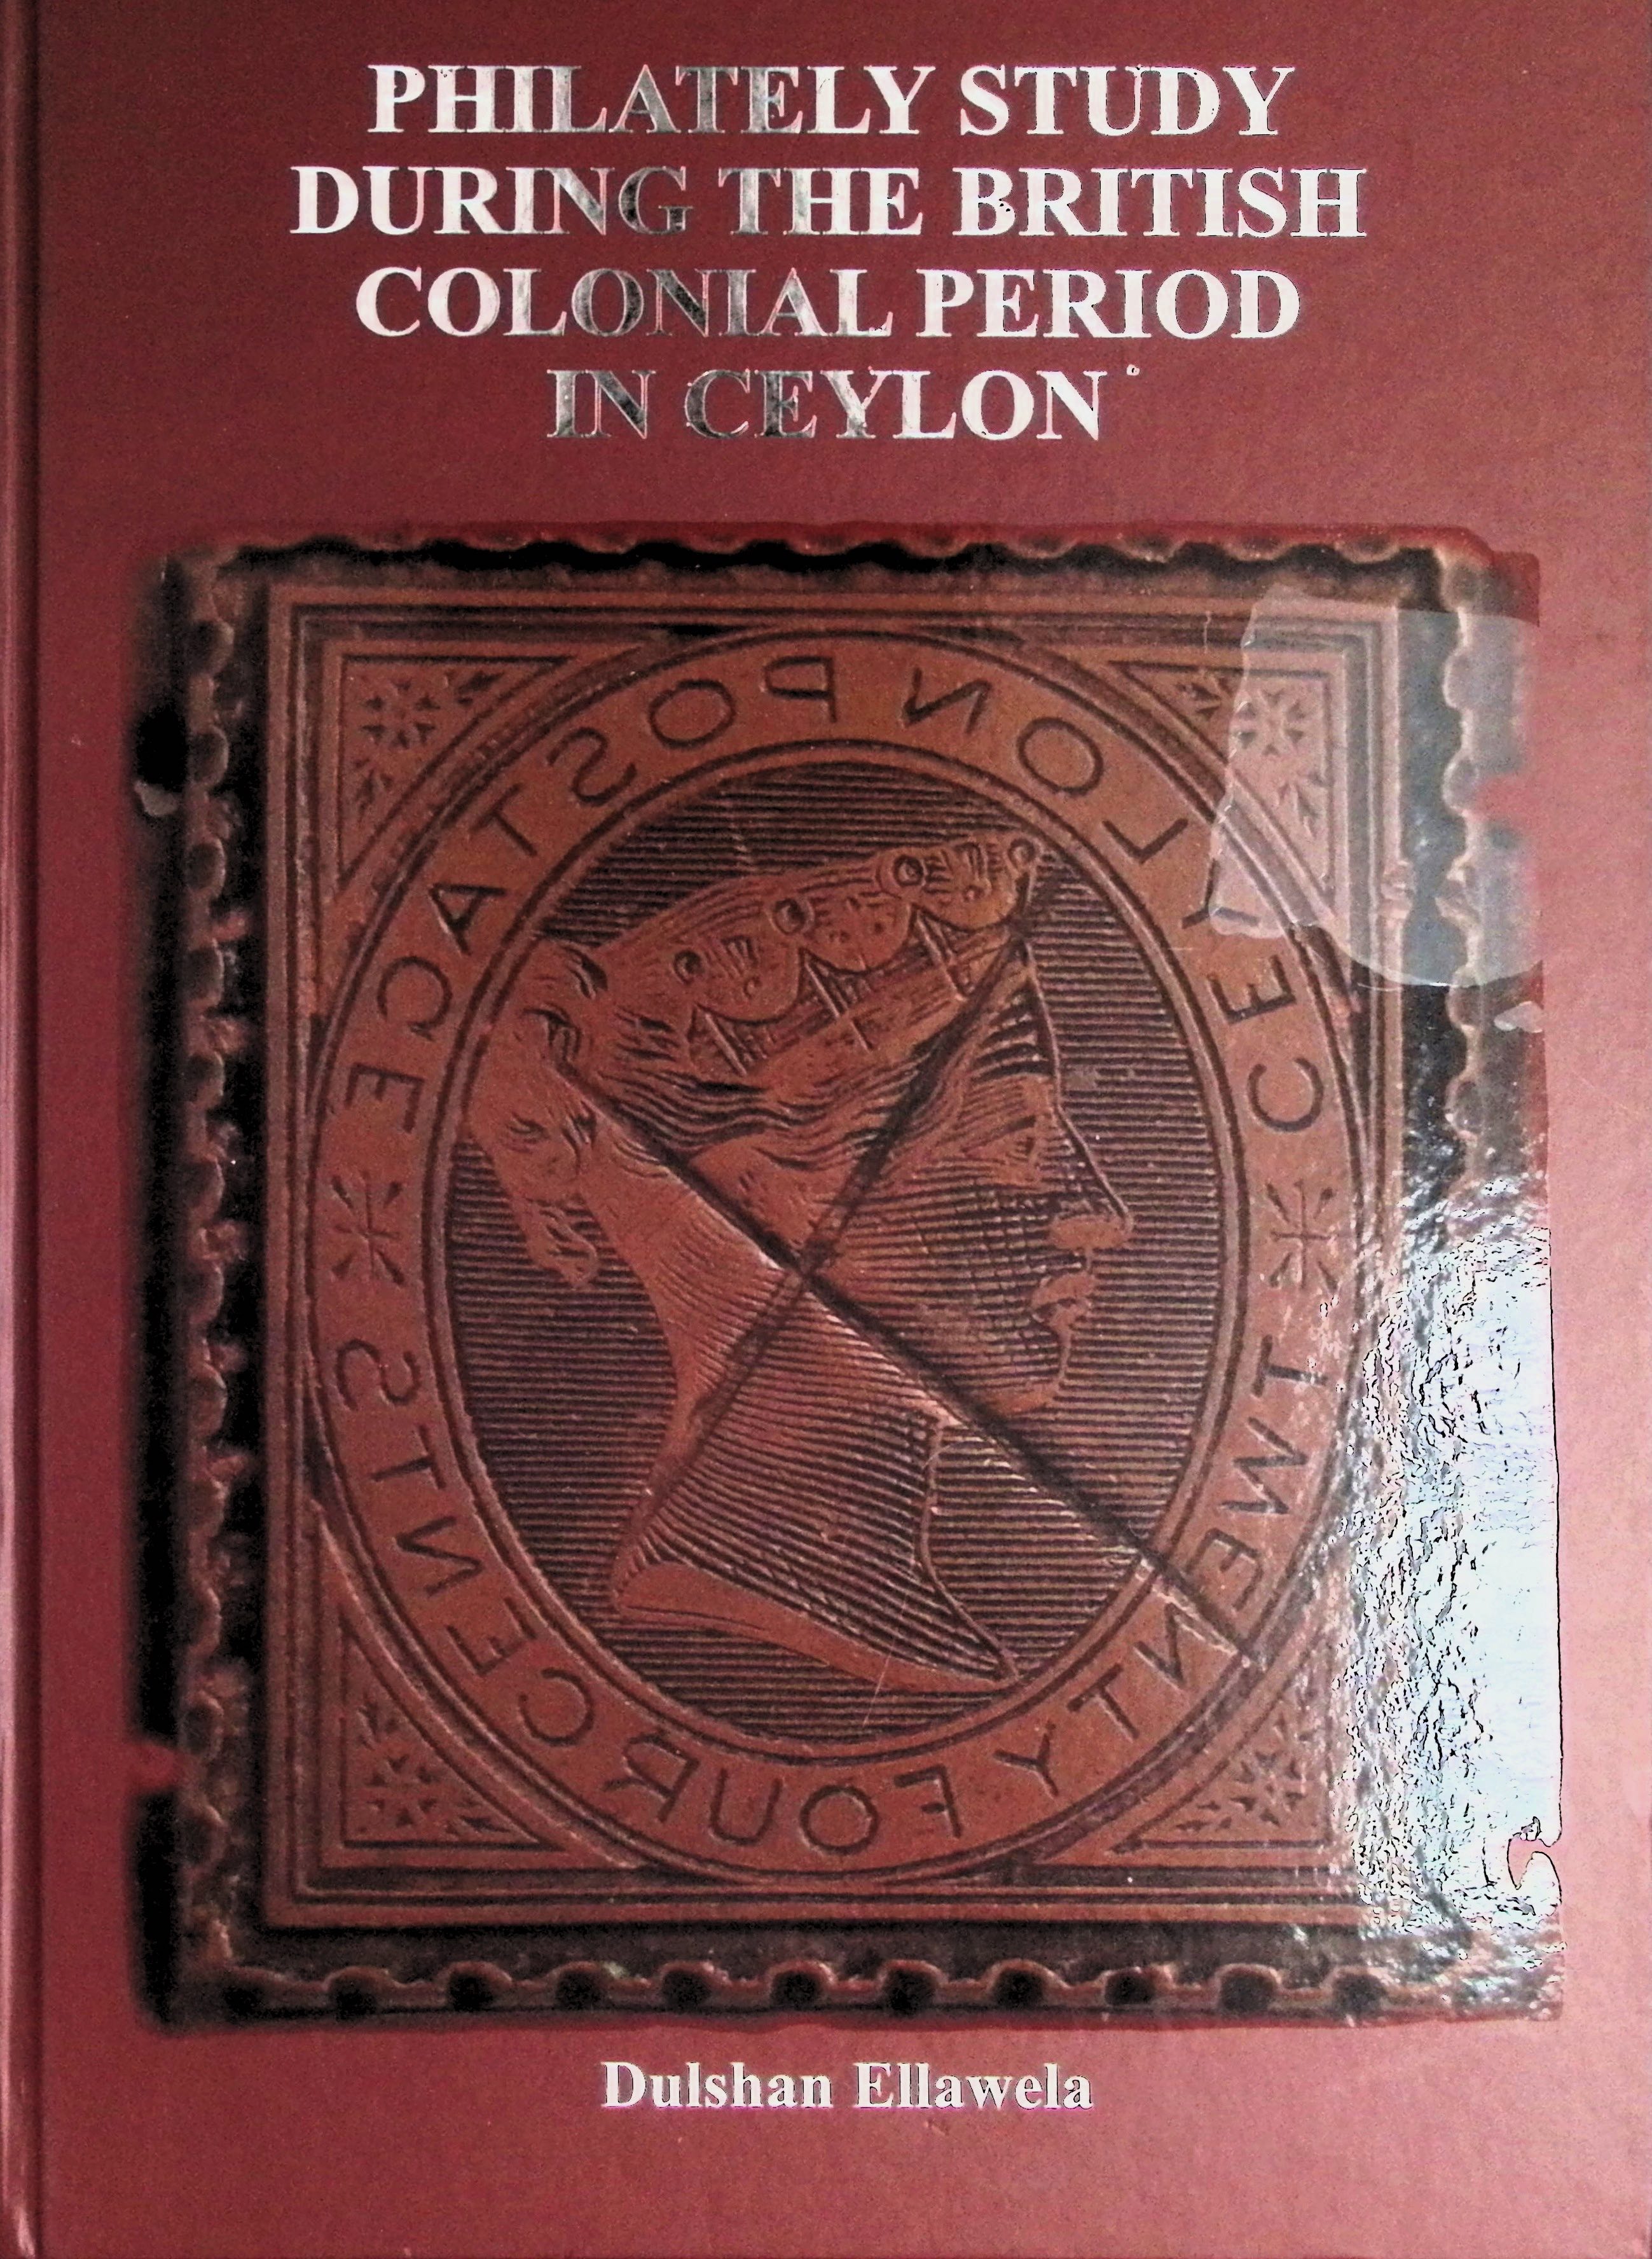 PHILATELY STUDY
DURING THE BRITISH
COLONIAL PERIOD
IN CEYLON
CEYLON POSTAGE
TWENTY FOUR CENTS
Dulshan Ellawela